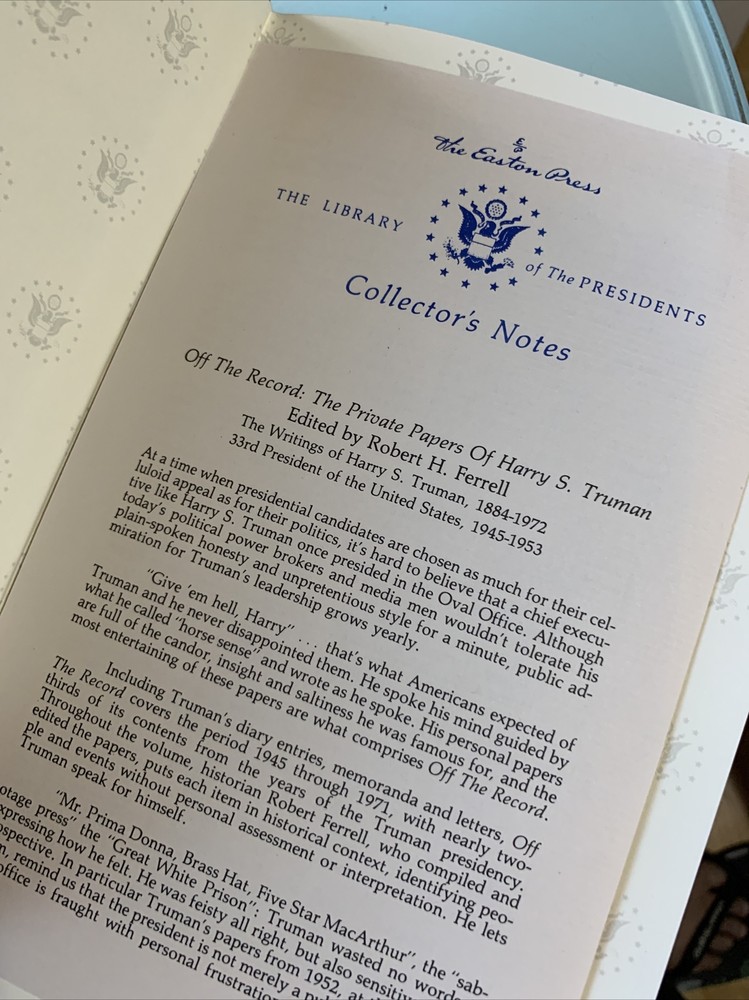 The Easton Press
THE LIBRARY of The PRESIDENTS
Collector's Notes
Off The Record: The Private Papers Of Harry S. Truman
Edited by Robert H. Ferrell
The Writings of Harry S. Truman, 1884-1972
33rd President of the United States, 1945-1953
At a time when presidential candidates are chosen as much for their cel-
luloid appeal as for their politics, it's hard to believe that a chief execu-
tive like Harry S. Truman once presided in the Oval Office. Although
today's political power brokers and media men wouldn't tolerate his
plain-spoken honesty and unpretentious style for a minute, public ad-
miration for Truman's leadership grows yearly.
"Give 'em hell, Harry" . . . that's what Americans expected of
Truman and he never disappointed them. He spoke his mind guided by
what he called "horse sense" and wrote as he spoke. His personal papers
are full of the candor, insight and saltiness he was famous for, and the
most entertaining of these papers are what comprises Off The Record.
Including Truman's diary entries, memoranda and letters, Off
The Record covers the period 1945 through 1971, with nearly two-
thirds of its contents from the years of the Truman presidency.
Throughout the volume, historian Robert Ferrell, who compiled and
edited the papers, puts each item in historical context, identifying peo-
ple and events without personal assessment or interpretation. He lets
Truman speak for himself.
"Mr. Prima Donna, Brass Hat, Five Star MacArthur", the "sab-
otage press" the "Great White Prison": Truman wasted no words
expressing how he felt. He was feisty all right, but also sensitive
In particular Truman's papers from 1952,
remind us that the president is not merely a
office is fraught with personal